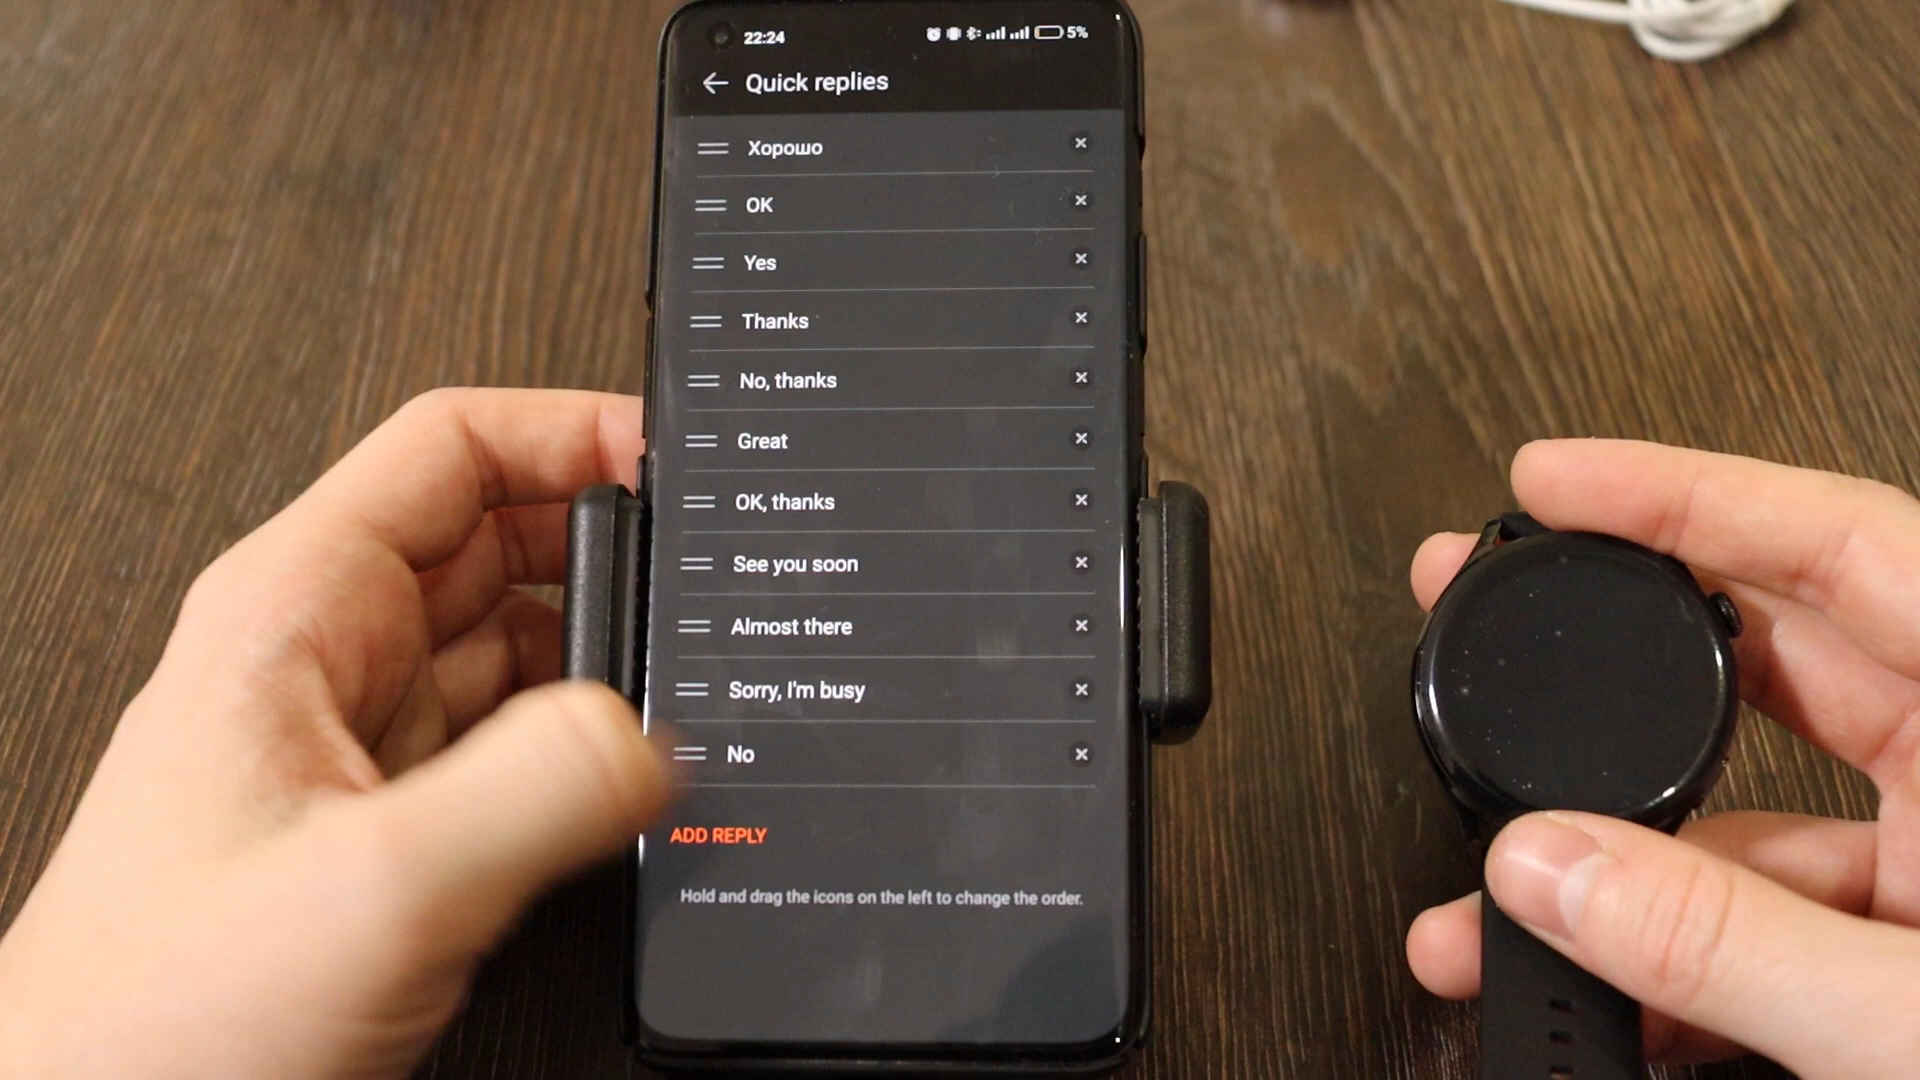 22:24 5%
Quick replies
Хорошо
OK
Yes
Thanks
No, thanks
Great
OK, thanks
See you soon
Almost there
Sorry, I'm busy
No
ADD REPLY
Hold and drag the icons on the left to change the order.